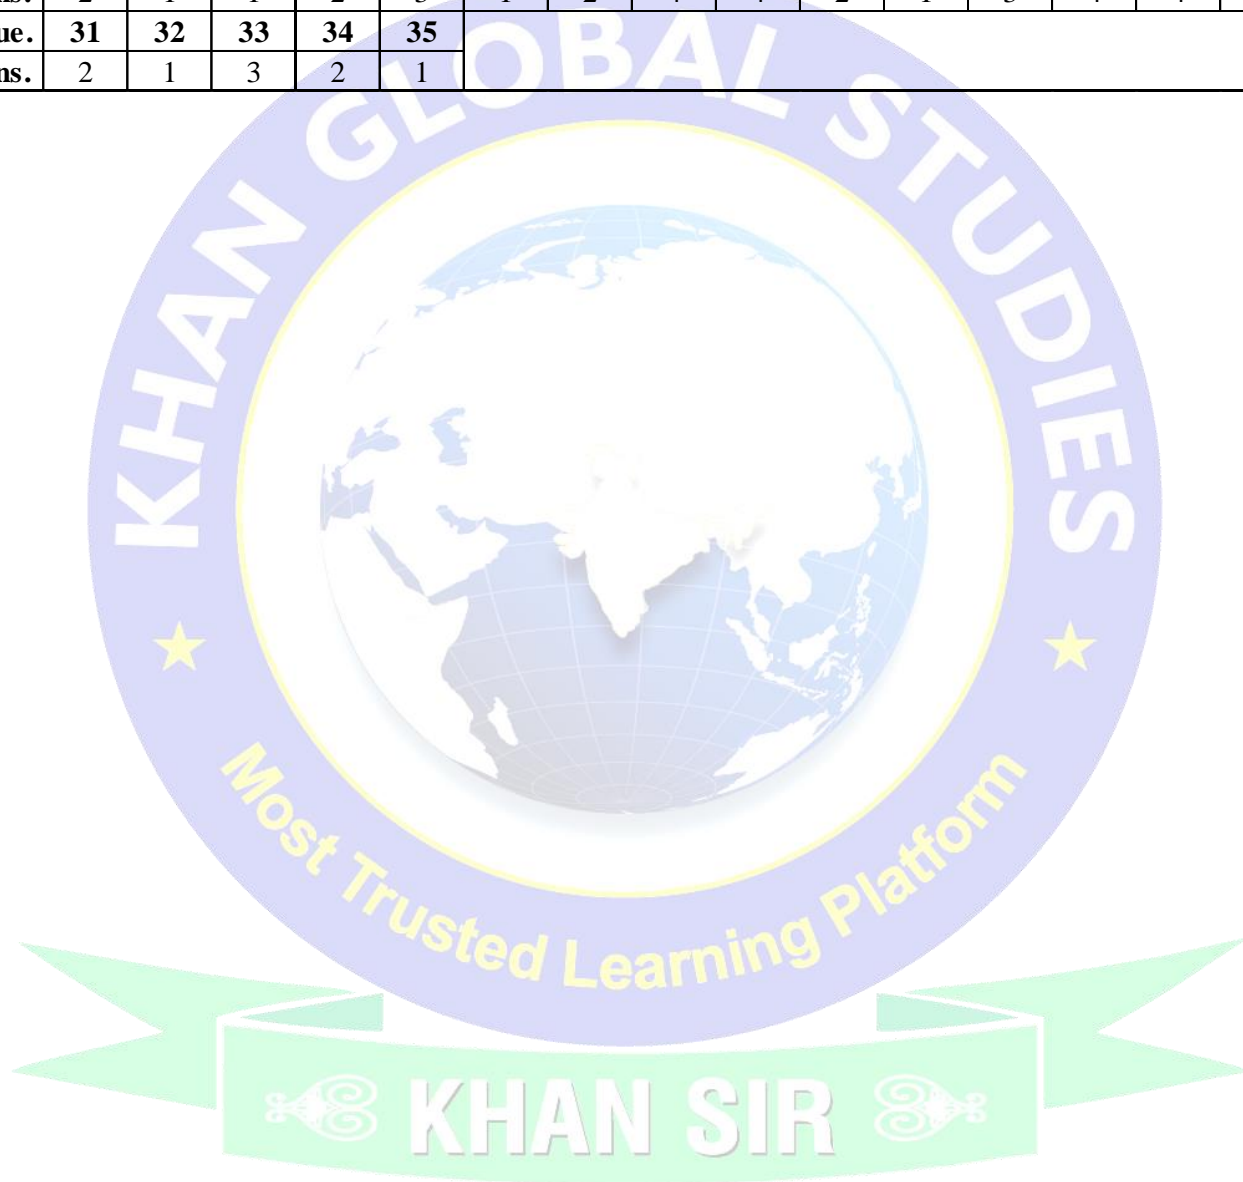 ue. 31 32 33 34 35
ns. 2 1 3 2 1
KHAN GLOBAL STUDIES
Most Trusted Learning Platform
KHAN SIR